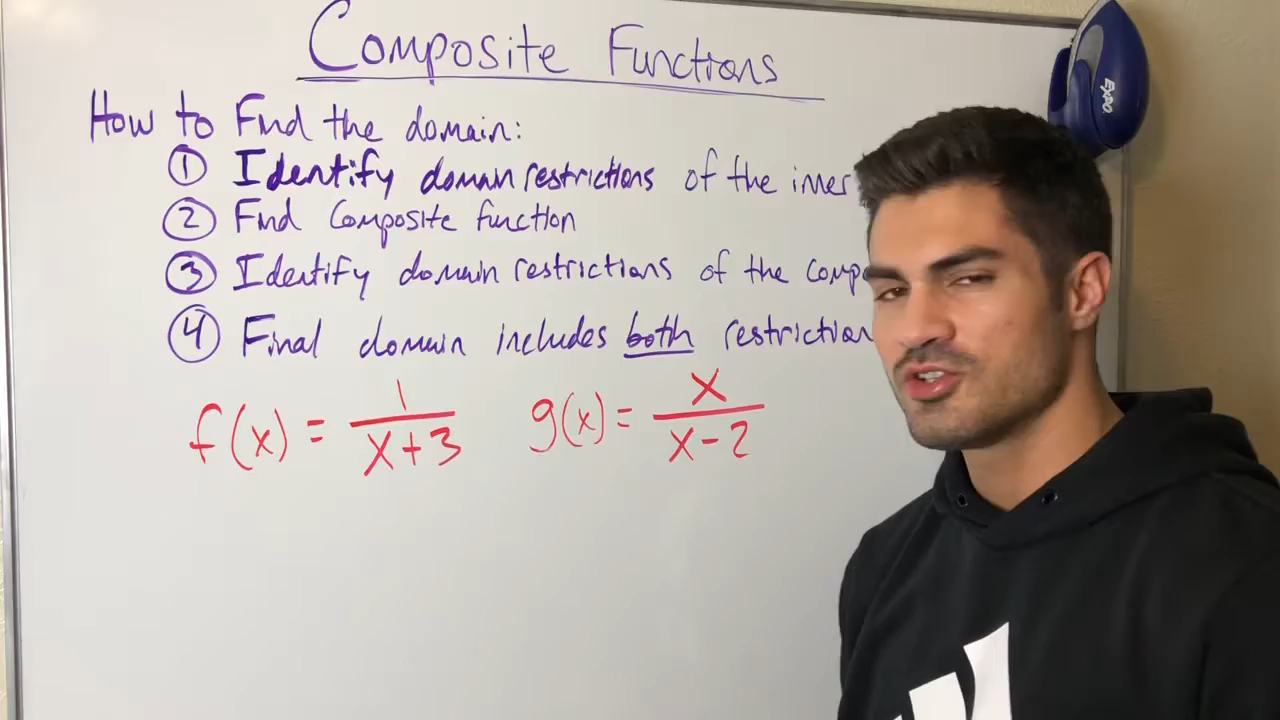 Composite Functions
How to Find the domain:
① Identify domain restrictions of the inner
② Find Composite function
③ Identify domain restrictions of the comp
④ Final domain includes both restriction
f(x) = 1/(x+3) g(x) = x/(x-2)
EXPO